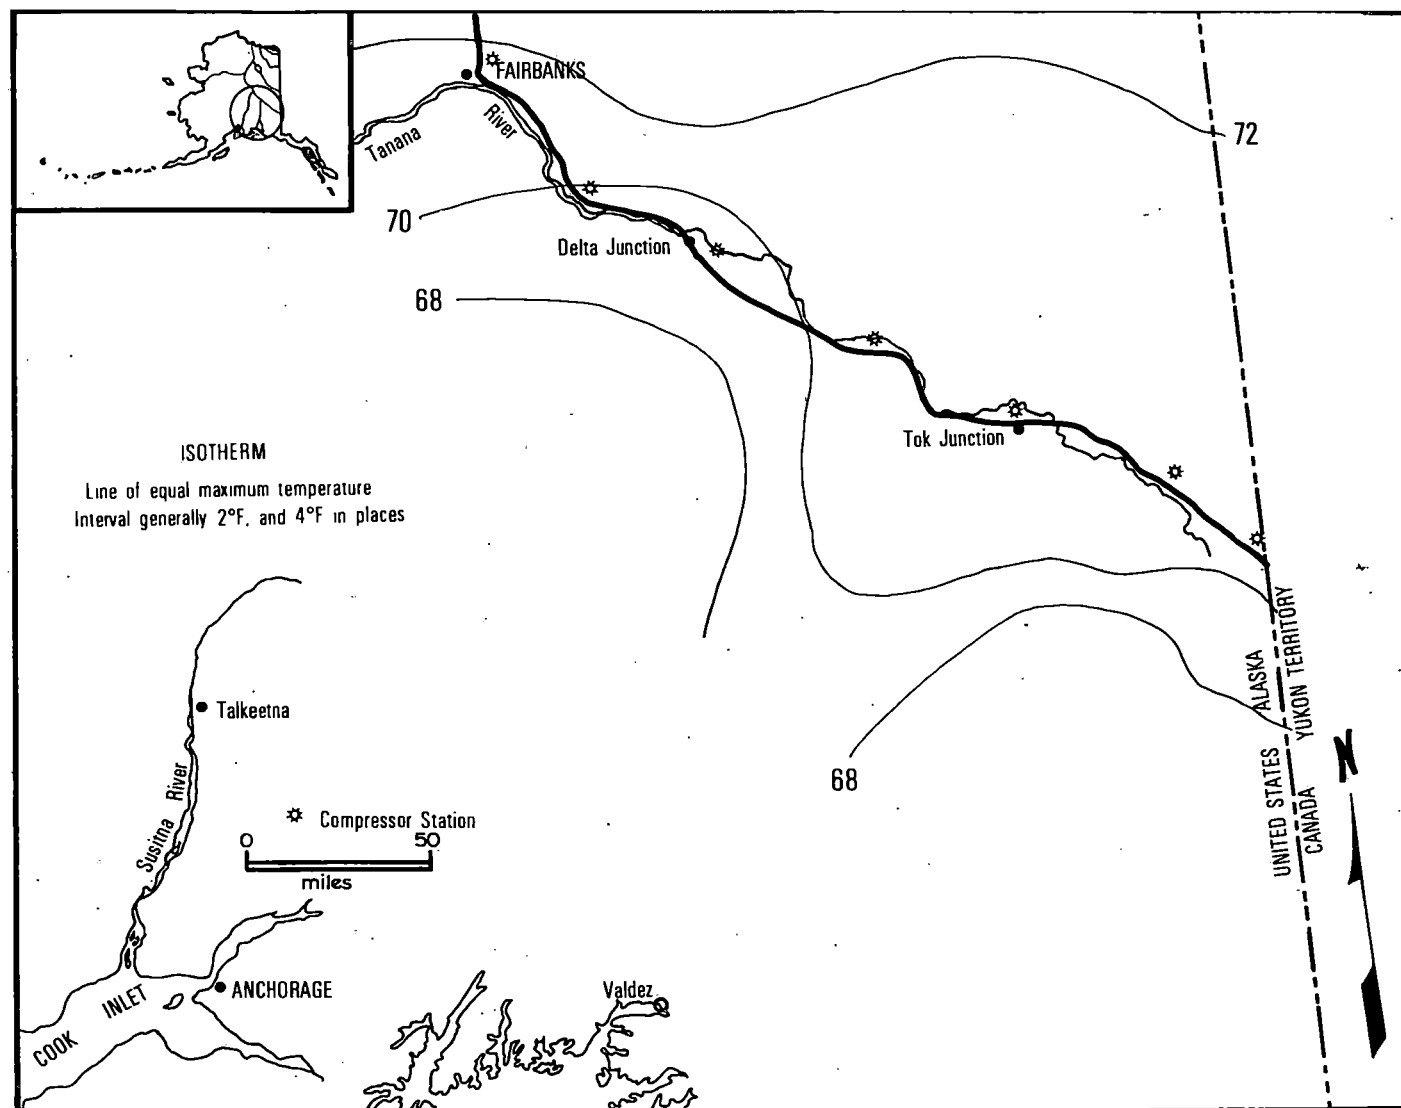 FAIRBANKS
Tanana
River
72
70
Delta Junction
68
Tok Junction
ISOTHERM
Line of equal maximum temperature
Interval generally 2°F, and 4°F in places
ALASKA
YUKON TERRITORY
Talkeetna
68
N
UNITED STATES
CANADA
Susitna River
Compressor Station
0 50
miles
COOK INLET
ANCHORAGE
Valdez